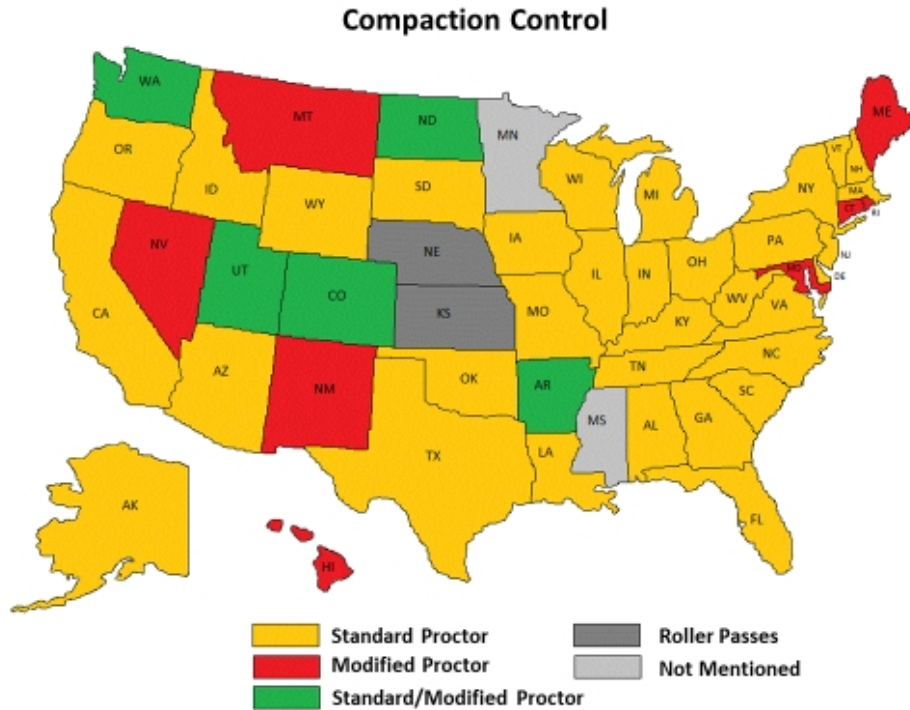 Compaction Control
WA
MT
ND
MN
ME
OR
ID
SD
WI
MI
VT
NH
NY
MA
WY
CT
RI
NV
NE
IA
PA
NJ
UT
CO
IL
IN
OH
MD
DE
CA
KS
MO
WV
VA
KY
AZ
NM
OK
AR
TN
NC
SC
MS
AL
GA
TX
LA
AK
FL
HI
Standard Proctor
Roller Passes
Modified Proctor
Not Mentioned
Standard/Modified Proctor